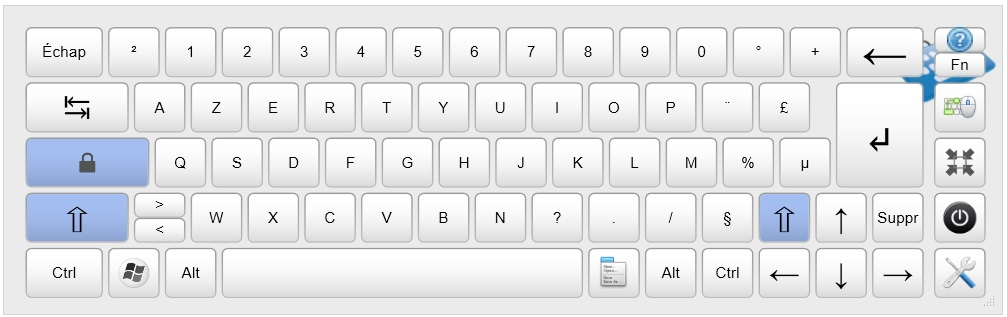 Échap ² 1 2 3 4 5 6 7 8 9 0 ° + ← ?
Fn
↹ A Z E R T Y U I O P ¨ £ ↵
Q S D F G H J K L M % µ
⇧ > W X C V B N ? . / § ⇧ ↑ Suppr
<
Ctrl Alt Alt Ctrl ← ↓ →